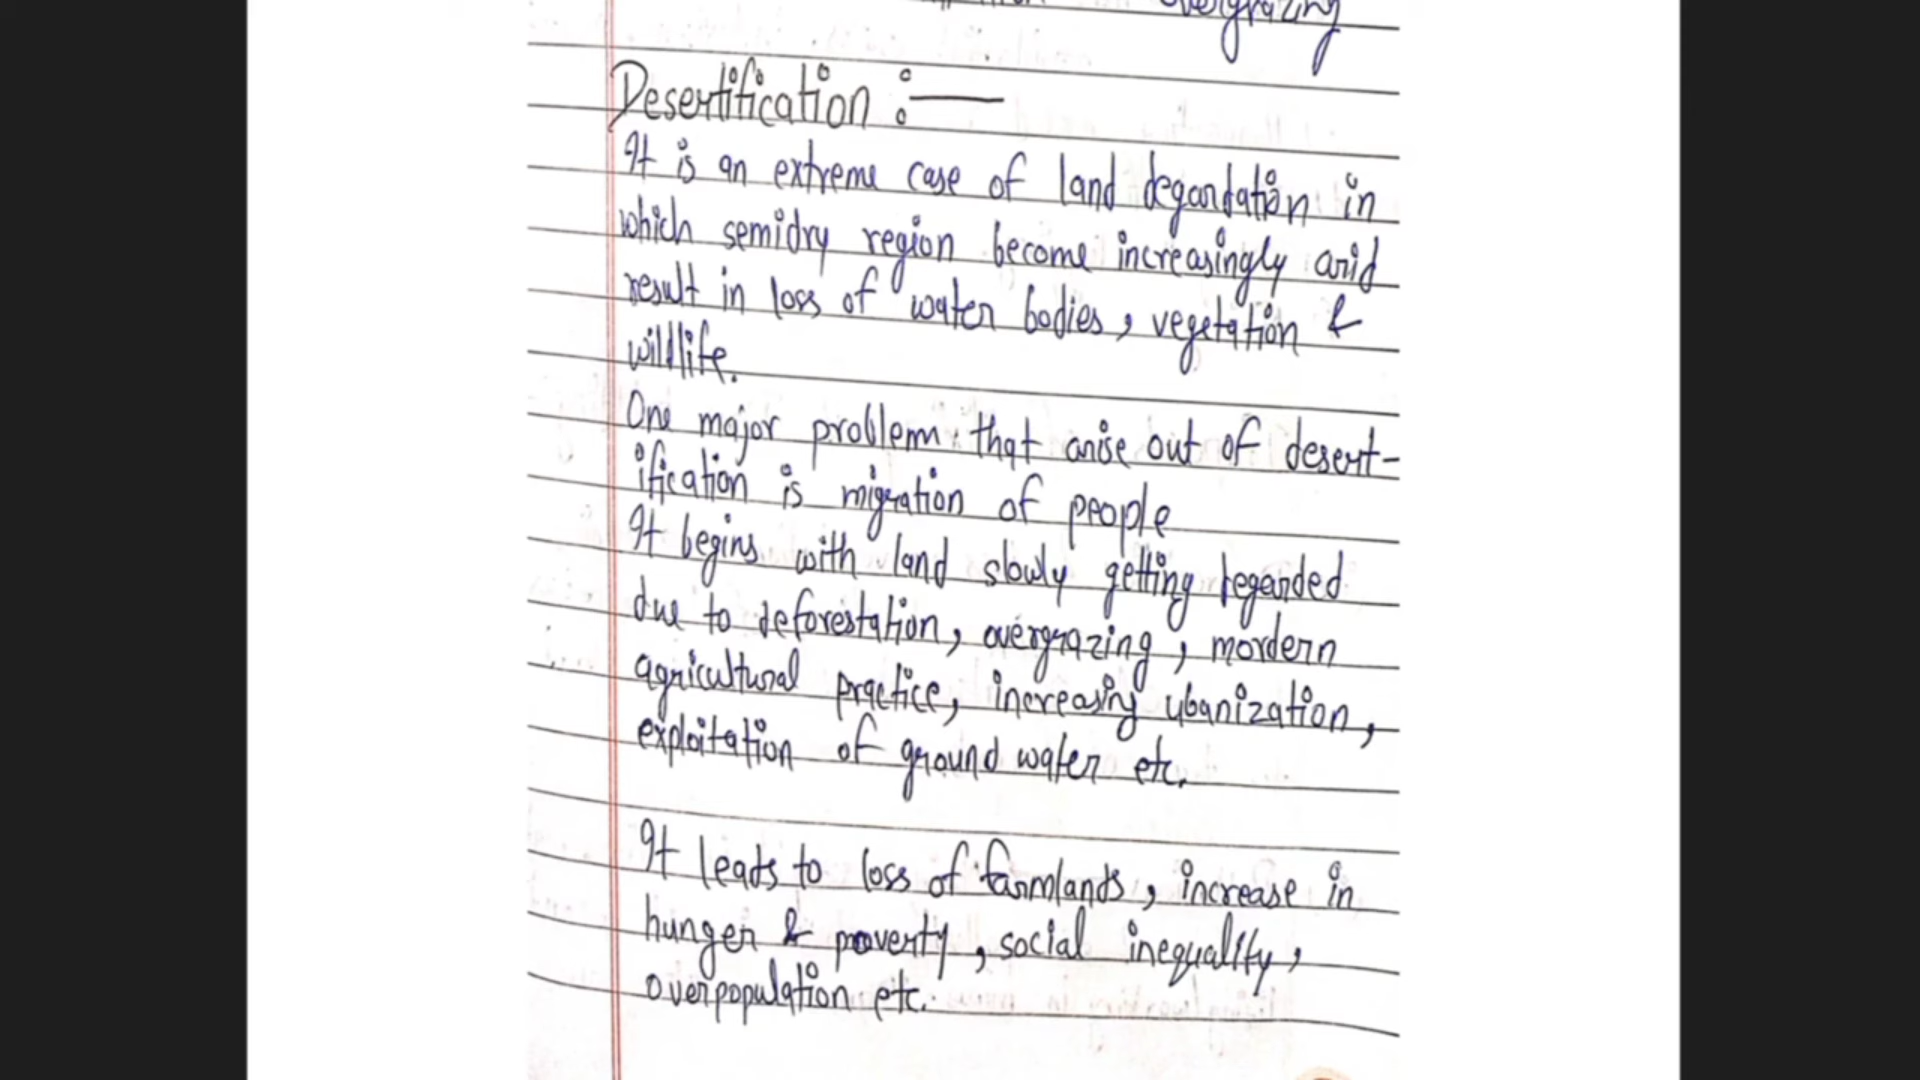 overgrazing
Desertification :—
It is an extreme case of land degardation in
which semidry region become increasingly arid
result in loss of water bodies, vegetation &
wildlife.
One major problem that arise out of desert-
ification is migration of people
It begins with land slowly getting degarded
due to deforestation, overgrazing, mordern
agricultural practice, increasing ubanization,
exploitation of ground water etc.
It leads to loss of farmlands, increase in
hunger & poverty, social inequality,
overpopulation etc.